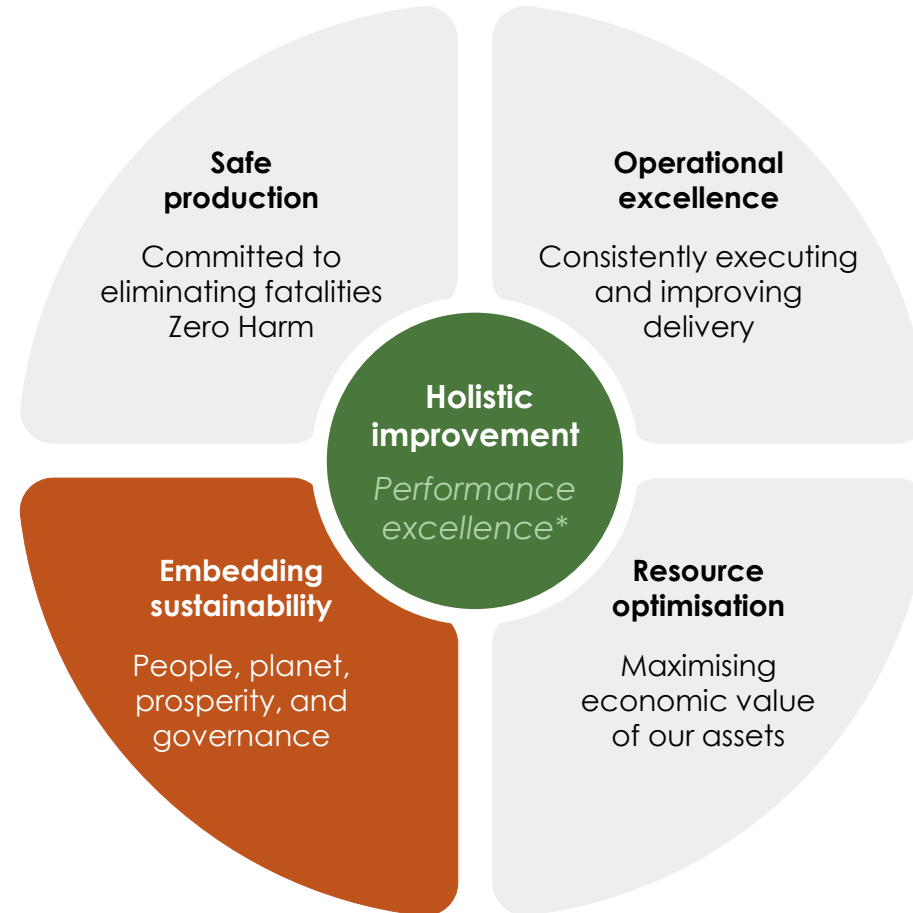 Safe
production
Committed to
eliminating fatalities
Zero Harm
Operational
excellence
Consistently executing
and improving
delivery
Holistic
improvement
Performance
excellence*
Embedding
sustainability
People, planet,
prosperity, and
governance
Resource
optimisation
Maximising
economic value
of our assets